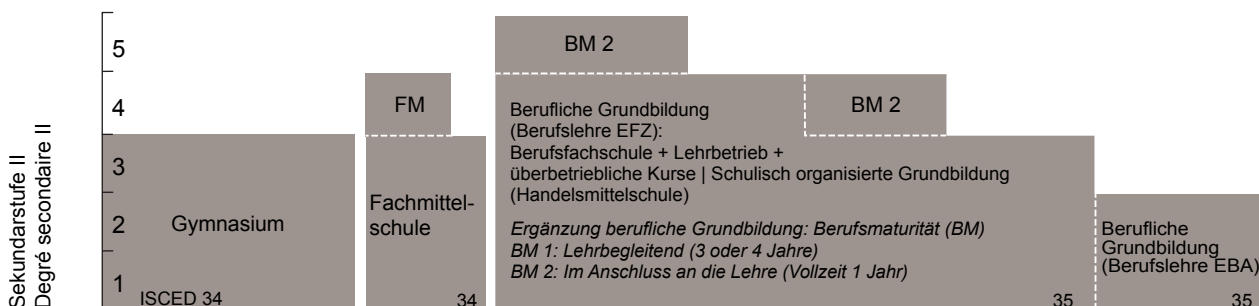 Sekundarstufe II
Degré secondaire II
5
4
3
2
1
Gymnasium
ISCED 34
FM
Fachmittel-
schule
34
BM 2
BM 2
Berufliche Grundbildung
(Berufslehre EFZ):
Berufsfachschule + Lehrbetrieb +
überbetriebliche Kurse | Schulisch organisierte Grundbildung
(Handelsmittelschule)
Ergänzung berufliche Grundbildung: Berufsmaturität (BM)
BM 1: Lehrbegleitend (3 oder 4 Jahre)
BM 2: Im Anschluss an die Lehre (Vollzeit 1 Jahr)
35
Berufliche
Grundbildung
(Berufslehre EBA)
35